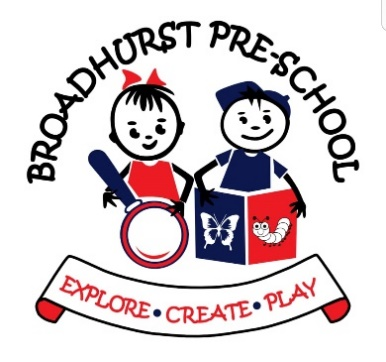 BROADHURST PRE-SCHOOL
EXPLORE • CREATE • PLAY